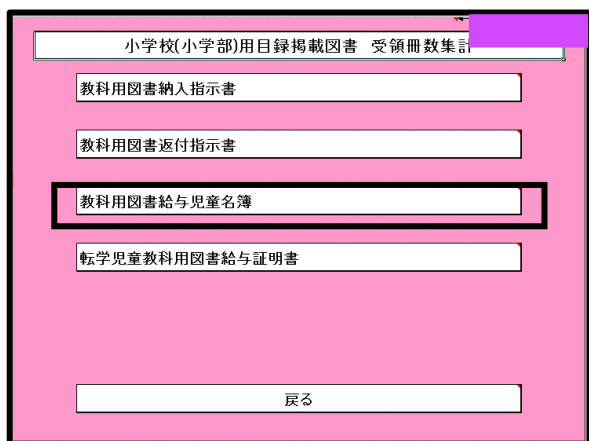 小学校(小学部)用目録掲載図書 受領冊数集計
教科用図書納入指示書
教科用図書返付指示書
教科用図書給与児童名簿
転学児童教科用図書給与証明書
戻る